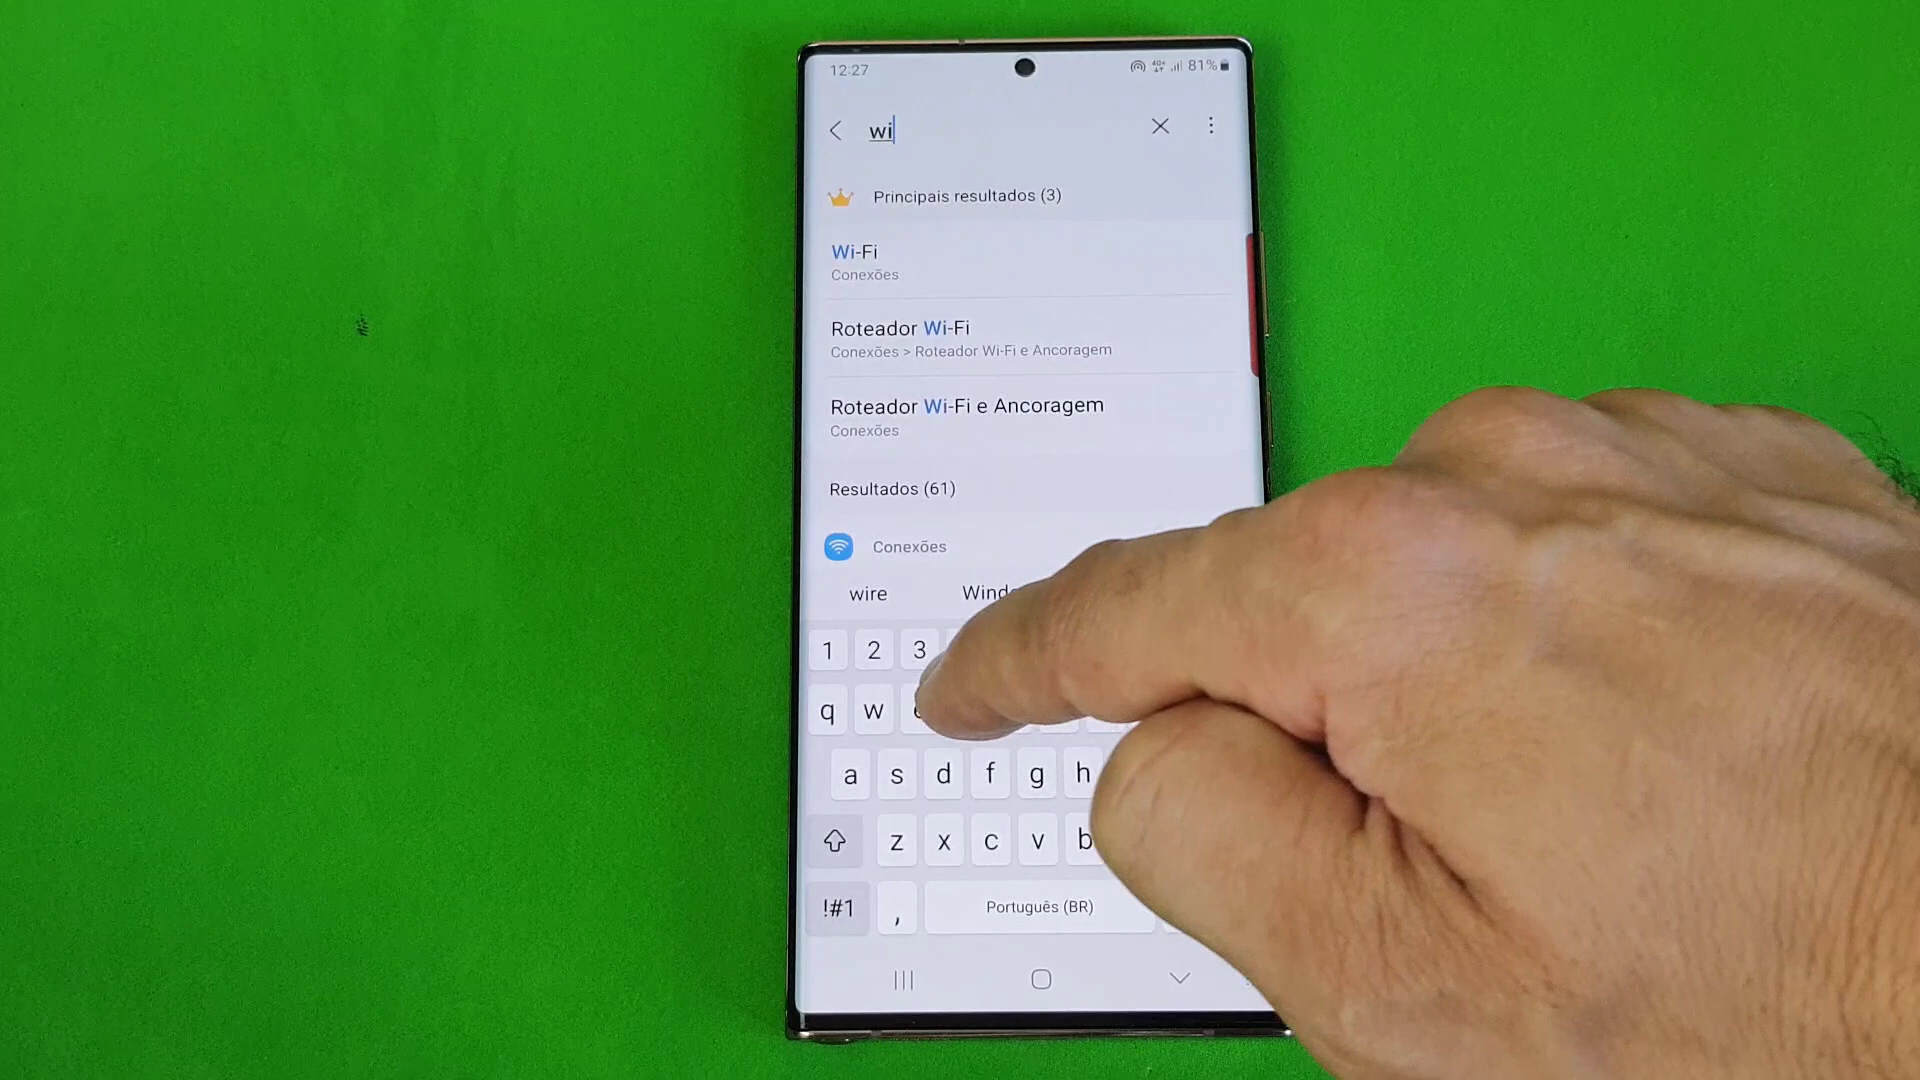 12:27
4G+ 81%
wi
Principais resultados (3)
Wi-Fi
Conexões
Roteador Wi-Fi
Conexões > Roteador Wi-Fi e Ancoragem
Roteador Wi-Fi e Ancoragem
Conexões
Resultados (61)
Conexões
wire
1 2 3
q w e
a s d f g h
z x c v b
!#1 , Português (BR)